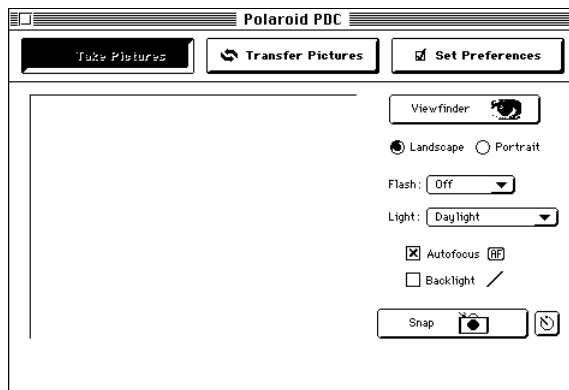 Polaroid PDC
Take Pictures Transfer Pictures Set Preferences
Viewfinder
Landscape Portrait
Flash: Off
Light: Daylight
Autofocus AF
Backlight
Snap